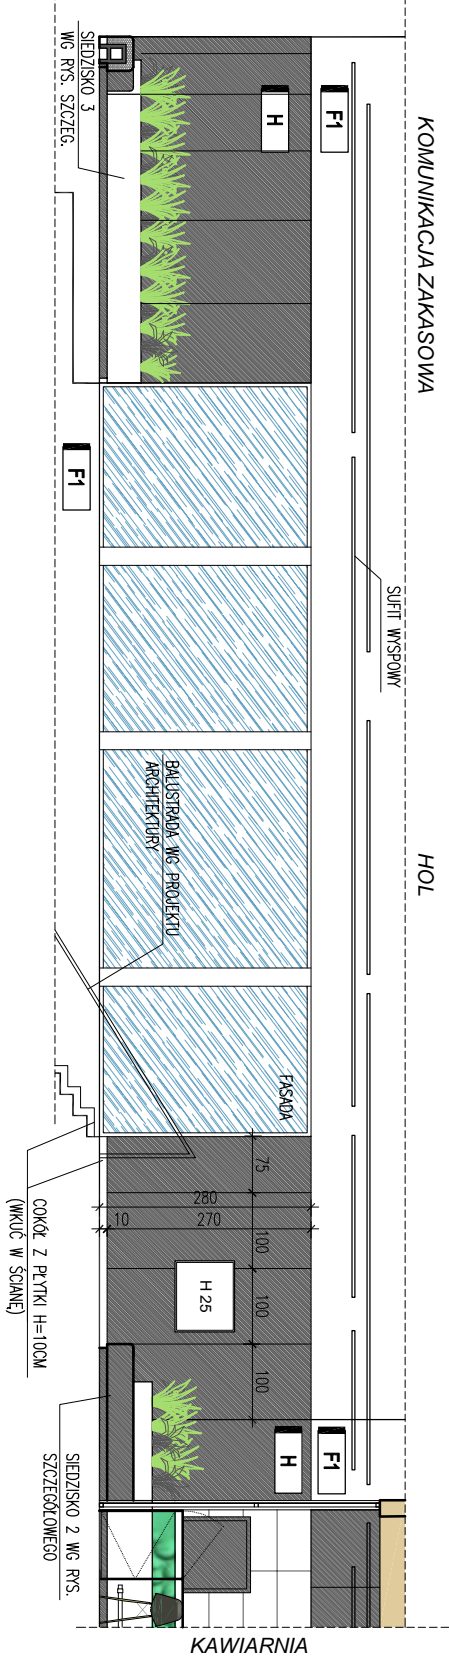 KOMUNIKACJA ZAKASOWA
HOL
SUFIT WYSPOWY
F1
H
SIEDZISKO 3
WG RYS. SZCZEG.
F1
BALUSTRADA WG PROJEKTU
ARCHITEKTURY
FASADA
75
100
100
100
280
270
10
H 25
COKÓŁ Z PŁYTKI H=10CM
(WKUĆ W ŚCIANĘ)
F1
H
SIEDZISKO 2 WG RYS.
SZCZEGÓŁOWEGO
KAWIARNIA